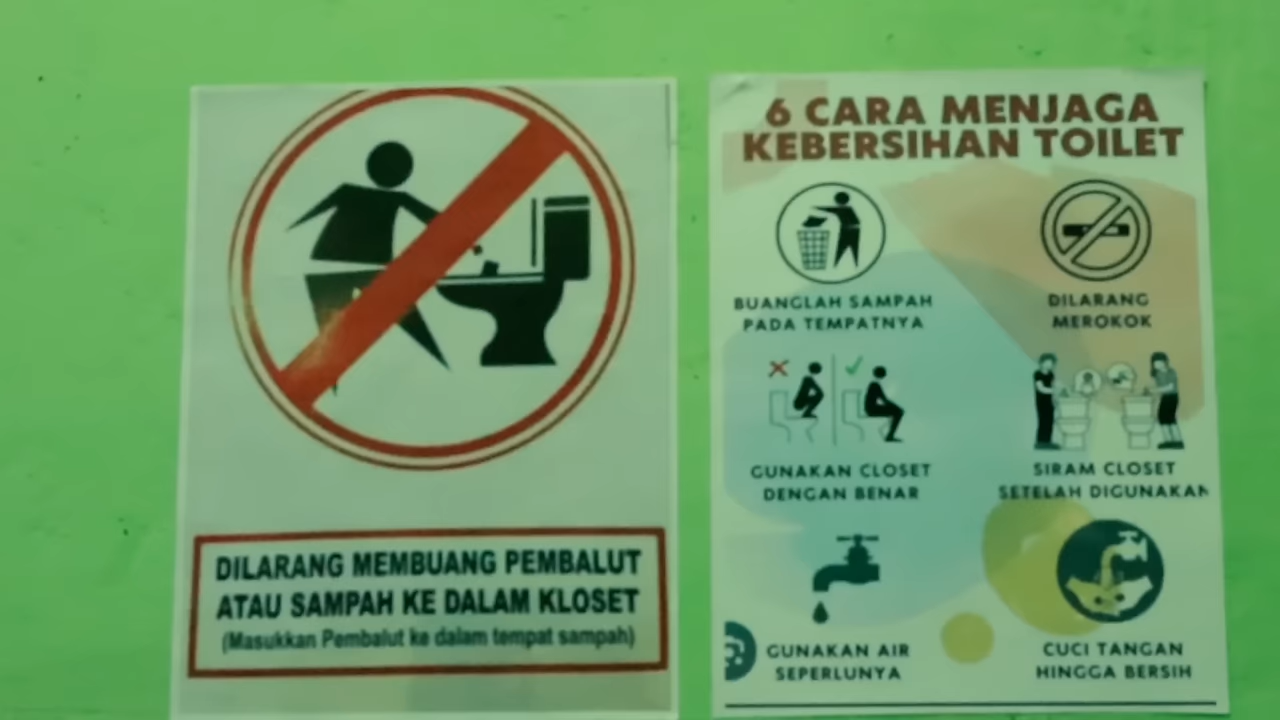 DILARANG MEMBUANG PEMBALUT
ATAU SAMPAH KE DALAM KLOSET
(Masukkan Pembalut ke dalam tempat sampah)
6 CARA MENJAGA
KEBERSIHAN TOILET
BUANGLAH SAMPAH
PADA TEMPATNYA
DILARANG
MEROKOK
GUNAKAN CLOSET
DENGAN BENAR
SIRAM CLOSET
SETELAH DIGUNAKAN
GUNAKAN AIR
SEPERLUNYA
CUCI TANGAN
HINGGA BERSIH